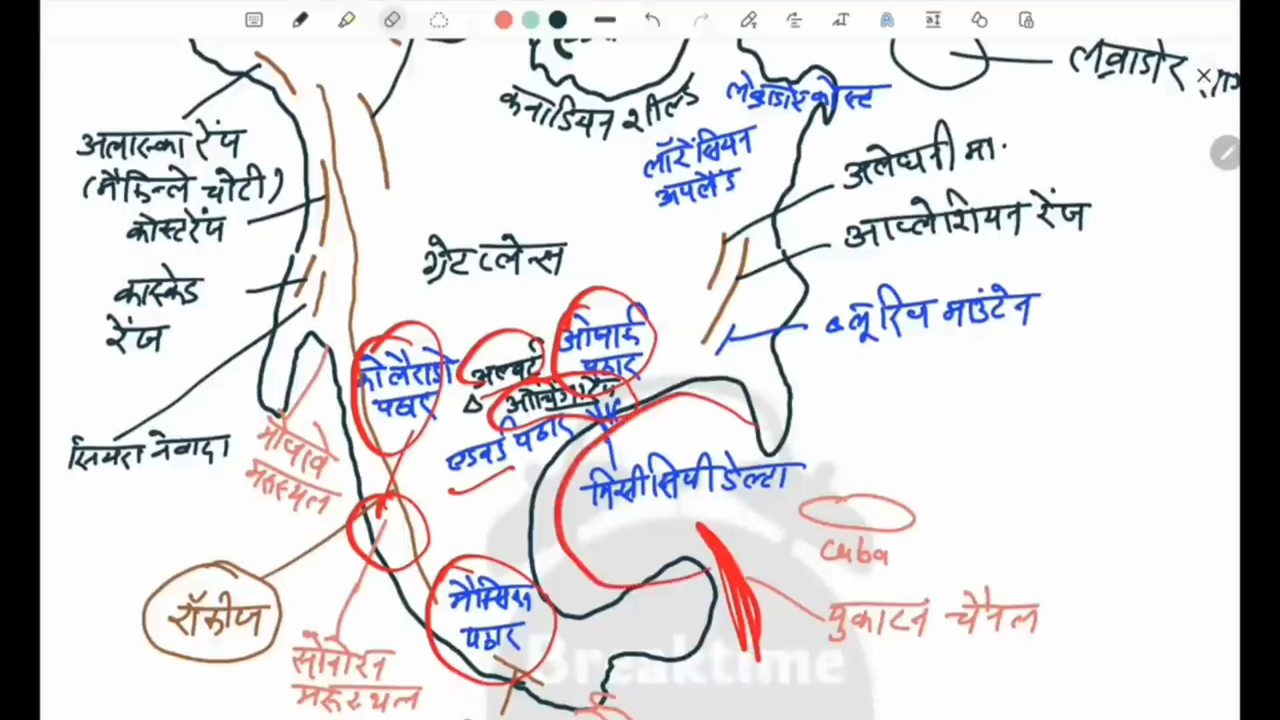 लब्राडोर
कनाडियन शील्ड
लेब्राडोर कोस्ट
लॉरेंसियन
अपलैंड
अलास्का रेंज
(मैकिन्ले चोटी)
कोस्टरेंज
अलेघनी मा.
आप्लेशियन रेंज
ग्रेट प्लेन्स
कास्केड
रेंज
ब्लू रिज माउंटेन
कोलैराडो
पठार
ओजार्क
पठार
एडवर्ड पठार
सियरा नेवादा
मोजावे
मरुस्थल
मिसीसिपी डेल्टा
cuba
रॉकीज
मैक्सिको
पठार
युकाटन चैनल
सोनोरन
मरुस्थल
Breaktime